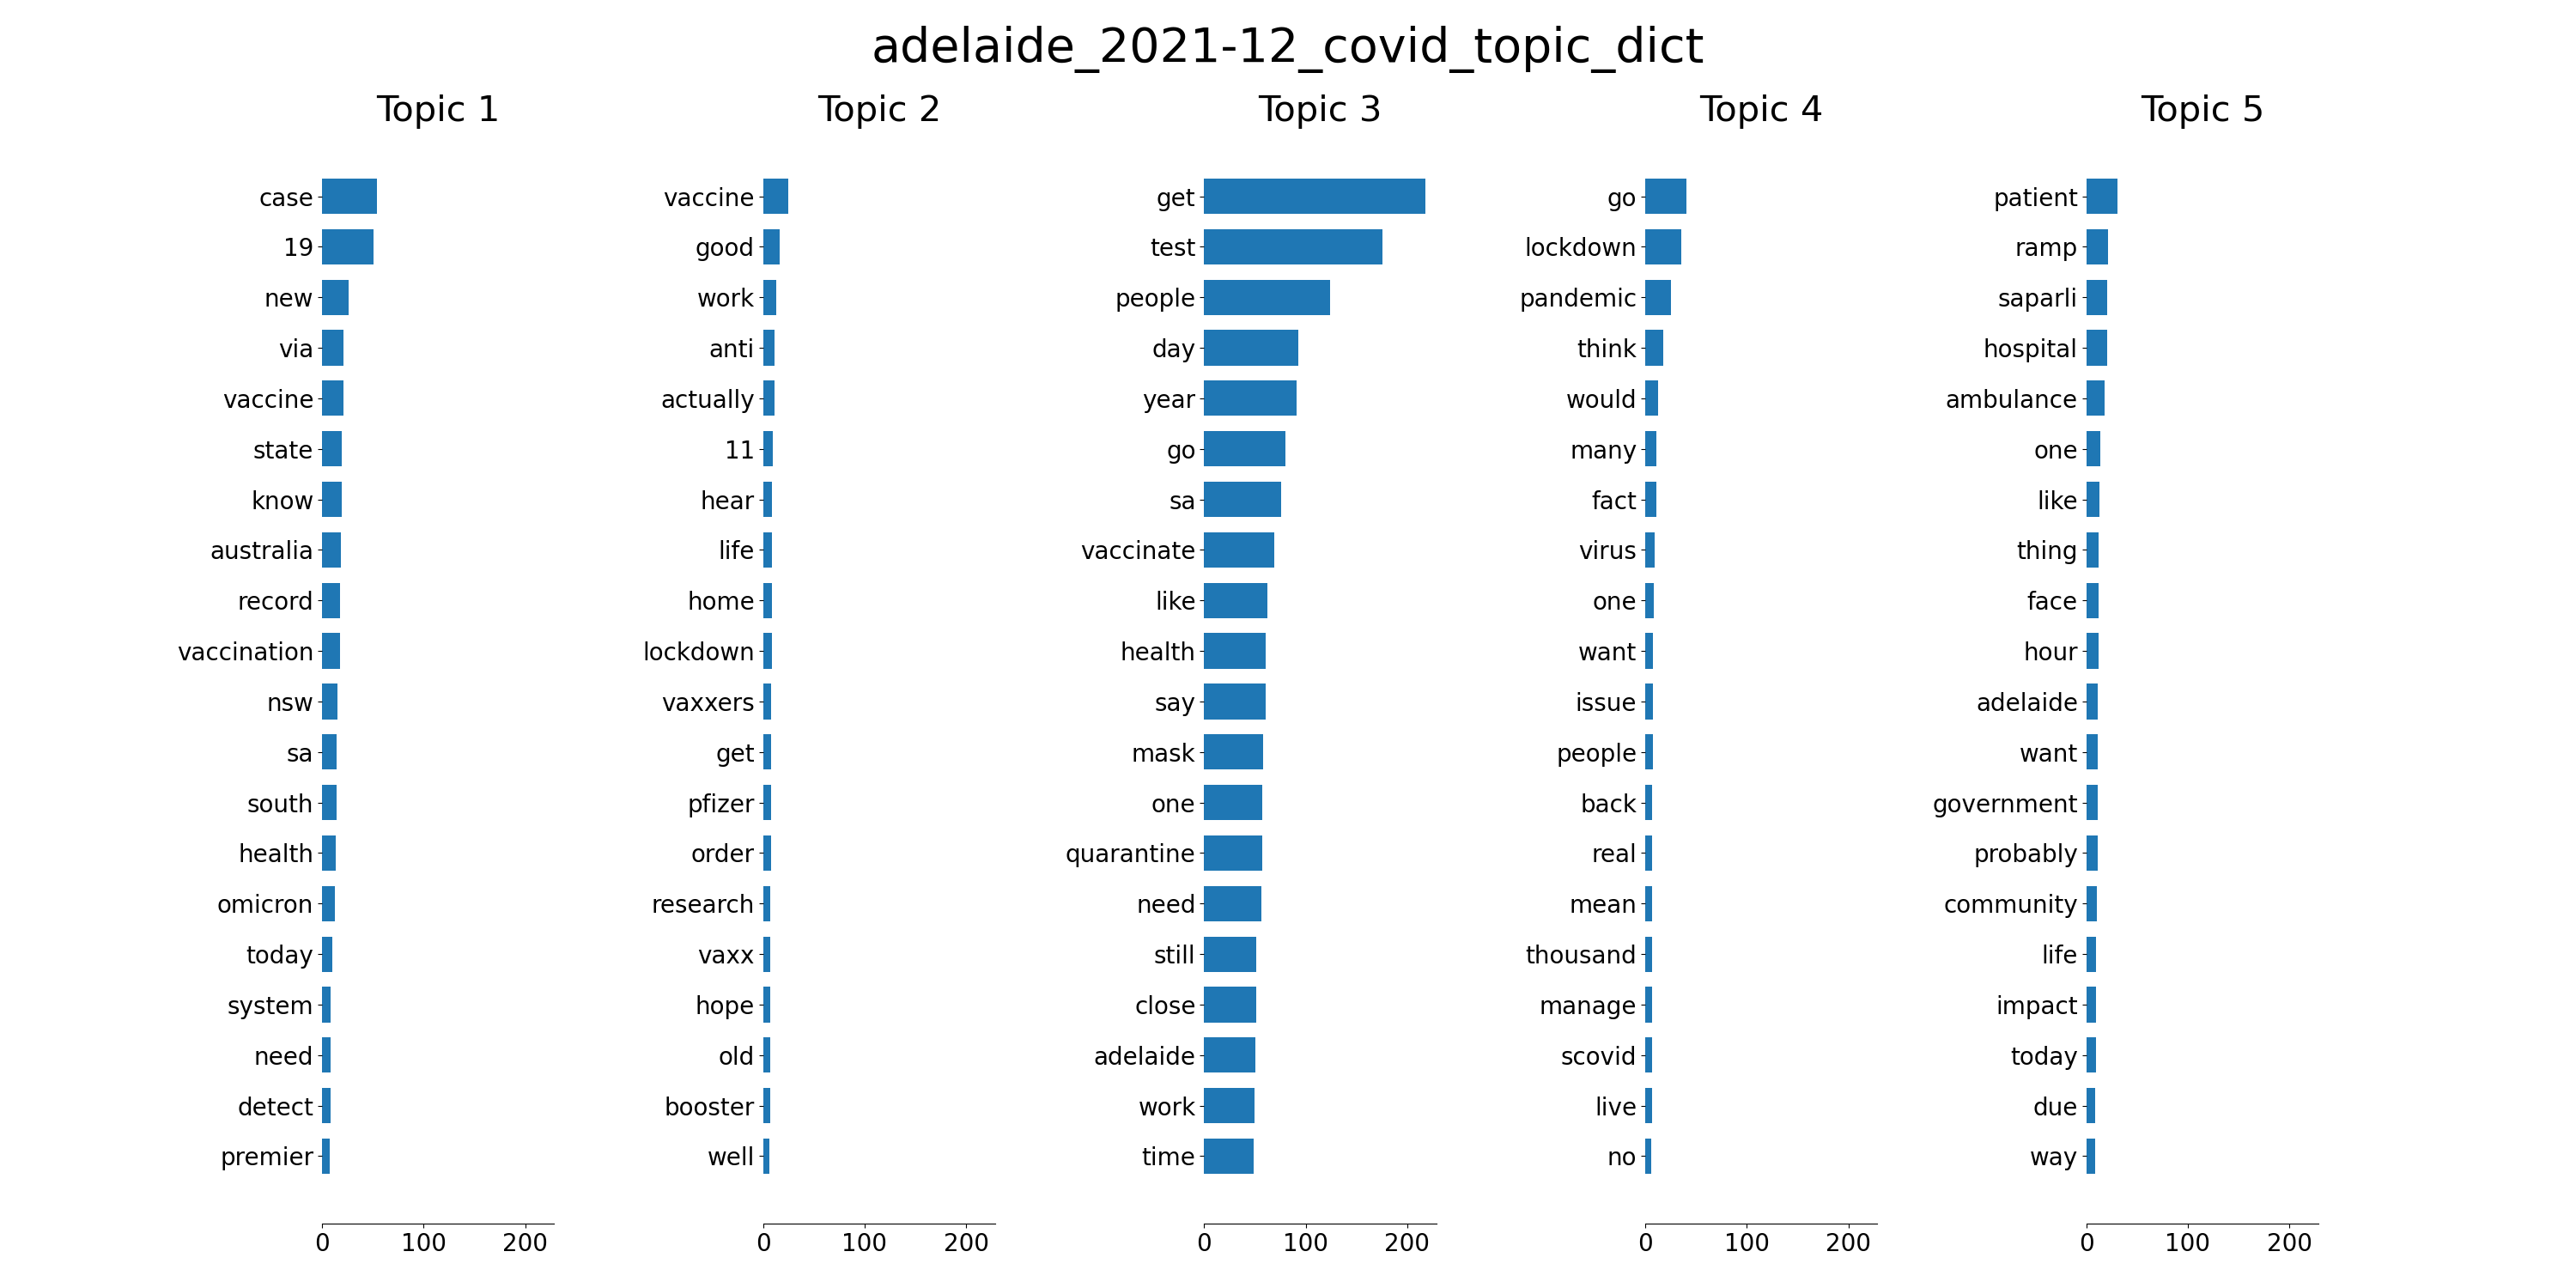 adelaide_2021-12_covid_topic_dict
Topic 1
case
19
new
via
vaccine
state
know
australia
record
vaccination
nsw
sa
south
health
omicron
today
system
need
detect
premier
0 100 200
Topic 2
vaccine
good
work
anti
actually
11
hear
life
home
lockdown
vaxxers
get
pfizer
order
research
vaxx
hope
old
booster
well
0 100 200
Topic 3
get
test
people
day
year
go
sa
vaccinate
like
health
say
mask
one
quarantine
need
still
close
adelaide
work
time
0 100 200
Topic 4
go
lockdown
pandemic
think
would
many
fact
virus
one
want
issue
people
back
real
mean
thousand
manage
scovid
live
no
0 100 200
Topic 5
patient
ramp
saparli
hospital
ambulance
one
like
thing
face
hour
adelaide
want
government
probably
community
life
impact
today
due
way
0 100 200